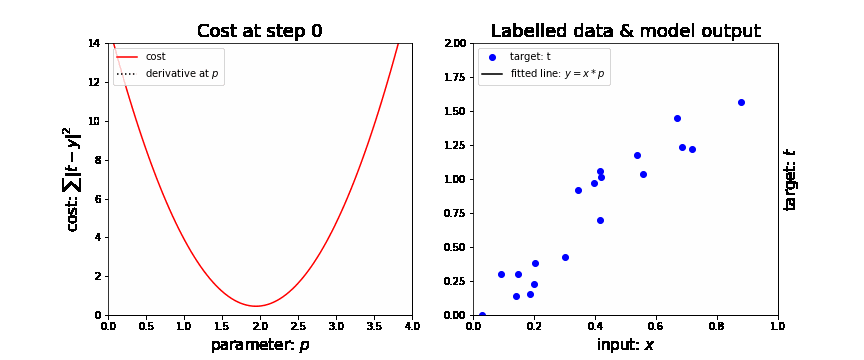 Cost at step 0
cost
derivative at p
14
12
10
8
6
4
2
0
0.0 0.5 1.0 1.5 2.0 2.5 3.0 3.5 4.0
parameter: p
cost: ∑|t − y|²
Labelled data & model output
target: t
fitted line: y = x * p
2.00
1.75
1.50
1.25
1.00
0.75
0.50
0.25
0.00
0.0 0.2 0.4 0.6 0.8 1.0
input: x
target: t